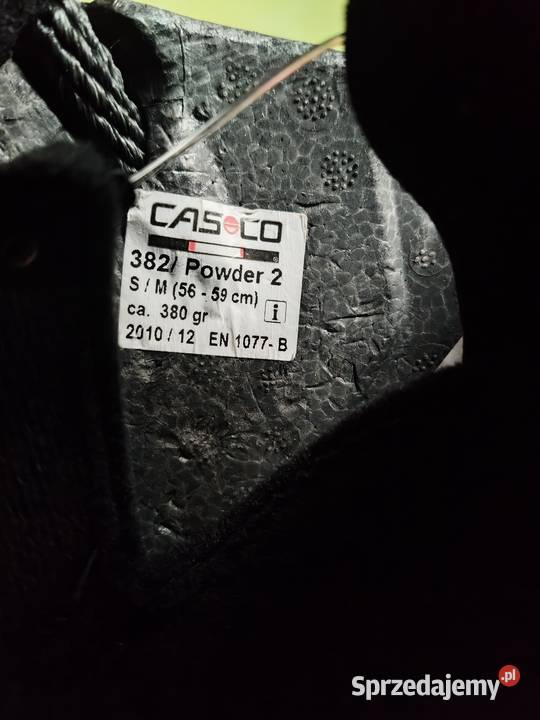 CASCO
382/ Powder 2
S / M (56 - 59 cm)
ca. 380 gr
2010 / 12 EN 1077- B
i
Sprzedajemy.pl